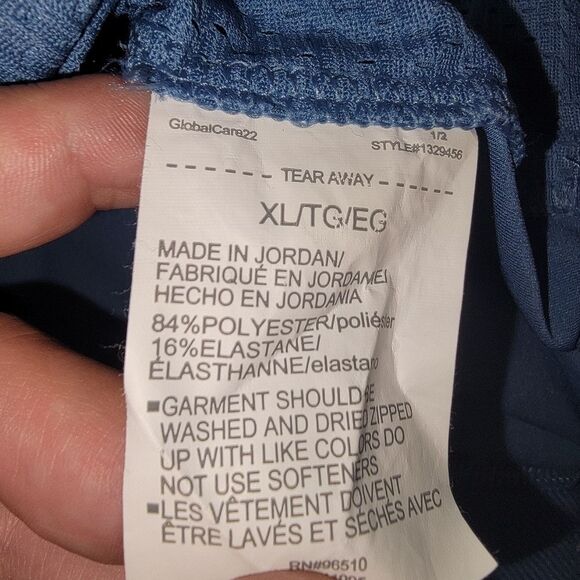 GlobalCare22
1/2
STYLE#1329456
TEAR AWAY
XL/TG/EG
MADE IN JORDAN/
FABRIQUÉ EN JORDANIE/
HECHO EN JORDANIA
84%POLYESTER/poliéster
16%ELASTANE/
ÉLASTHANNE/elastano
▪GARMENT SHOULD BE
WASHED AND DRIED ZIPPED
UP WITH LIKE COLORS DO
NOT USE SOFTENERS
▪LES VÊTEMENT DOIVENT
ÊTRE LAVÉS ET SÉCHÉS AVEC
RN#96510